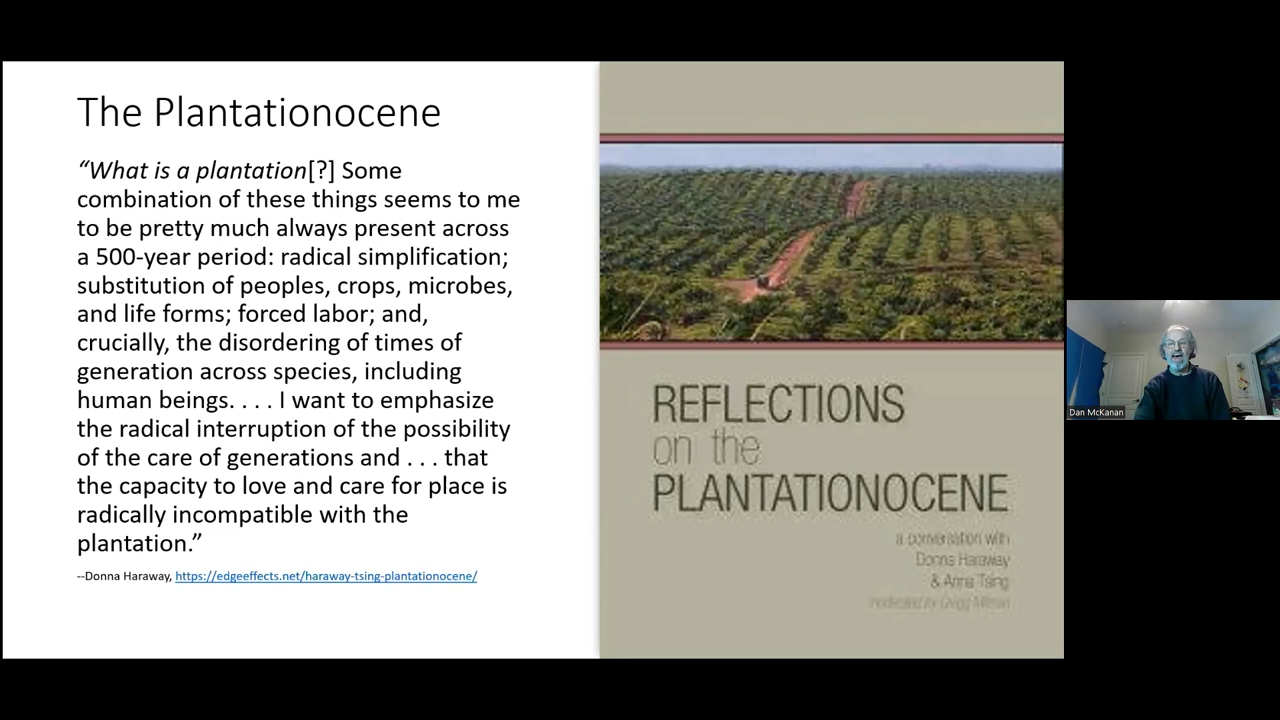 The Plantationocene
“What is a plantation[?] Some
combination of these things seems to me
to be pretty much always present across
a 500-year period: radical simplification;
substitution of peoples, crops, microbes,
and life forms; forced labor; and,
crucially, the disordering of times of
generation across species, including
human beings. . . . I want to emphasize
the radical interruption of the possibility
of the care of generations and . . . that
the capacity to love and care for place is
radically incompatible with the
plantation.”
--Donna Haraway, https://edgeeffects.net/haraway-tsing-plantationocene/
REFLECTIONS
on the
PLANTATIONOCENE
a conversation with
Donna Haraway
& Anna Tsing
moderated by Gregg Mitman
Dan McKanan